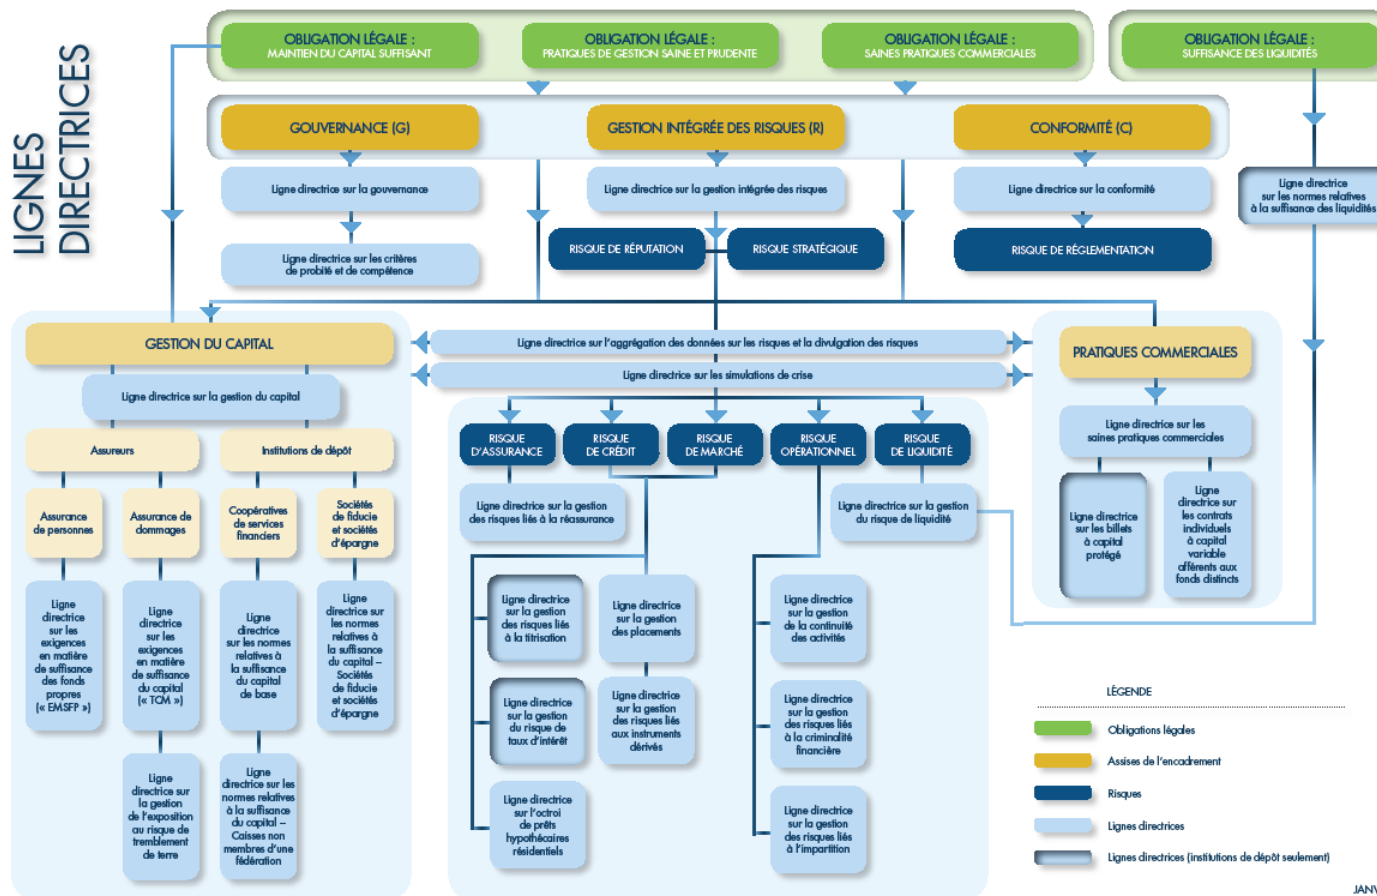 LIGNES
DIRECTRICES
OBLIGATION LÉGALE :
MAINTIEN DU CAPITAL SUFFISANT
OBLIGATION LÉGALE :
PRATIQUES DE GESTION SAINE ET PRUDENTE
OBLIGATION LÉGALE :
SAINES PRATIQUES COMMERCIALES
OBLIGATION LÉGALE :
SUFFISANCE DES LIQUIDITÉS
GOUVERNANCE (G)
GESTION INTÉGRÉE DES RISQUES (R)
CONFORMITÉ (C)
Ligne directrice sur la gouvernance
Ligne directrice sur la gestion intégrée des risques
Ligne directrice sur la conformité
Ligne directrice
sur les normes relatives
à la suffisance des liquidités
Ligne directrice sur les critères
de probité et de compétence
RISQUE DE RÉPUTATION
RISQUE STRATÉGIQUE
RISQUE DE RÉGLEMENTATION
GESTION DU CAPITAL
Ligne directrice sur l'aggrégation des données sur les risques et la divulgation des risques
PRATIQUES COMMERCIALES
Ligne directrice sur les simulations de crise
Ligne directrice sur la gestion du capital
Assureurs
Institutions de dépôt
Assurance
de personnes
Assurance de
dommages
Coopératives
de services
financiers
Sociétés
de fiducie
et sociétés
d'épargne
Ligne
directrice
sur les
exigences
en matière
de suffisance
des fonds
propres
(« EMSFP »)
Ligne
directrice
sur les
exigences
en matière
de suffisance
du capital
(« TCM »)
Ligne
directrice
sur les normes
relatives à
la suffisance
du capital
de base
Ligne
directrice sur
les normes
relatives à
la suffisance
du capital –
Sociétés
de fiducie
et sociétés
d'épargne
Ligne
directrice sur
la gestion
de l'exposition
au risque de
tremblement
de terre
Ligne
directrice sur les
normes relatives
à la suffisance
du capital –
Caisses non
membres d'une
fédération
RISQUE
D'ASSURANCE
RISQUE
DE CRÉDIT
RISQUE
DE MARCHÉ
RISQUE
OPÉRATIONNEL
RISQUE
DE LIQUIDITÉ
Ligne directrice sur la gestion
des risques liés à la réassurance
Ligne directrice sur la gestion
du risque de liquidité
Ligne directrice
sur la gestion
des risques liés
à la titrisation
Ligne directrice
sur la gestion
des placements
Ligne directrice
sur la gestion
de la continuité
des activités
Ligne directrice
sur la gestion
du risque de
taux d'intérêt
Ligne directrice
sur la gestion
des risques liés
aux instruments
dérivés
Ligne directrice
sur la gestion
des risques liés
à la criminalité
financière
Ligne directrice
sur l'octroi
de prêts
hypothécaires
résidentiels
Ligne directrice
sur la gestion
des risques liés
à l'impartition
Ligne directrice sur les
saines pratiques commerciales
Ligne directrice
sur les billets
à capital
protégé
Ligne
directrice sur
les contrats
individuels
à capital
variable
afférents aux
fonds distincts
LÉGENDE
Obligations légales
Assises de l'encadrement
Risques
Lignes directrices
Lignes directrices (institutions de dépôt seulement)
JANV